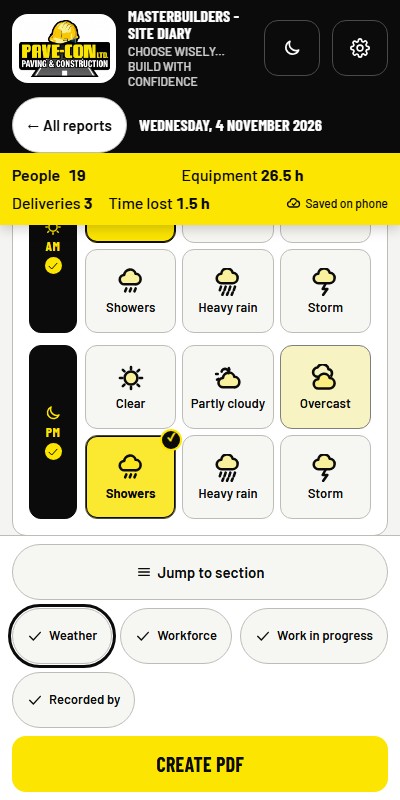 PAVE-CON LTD.
PAVING & CONSTRUCTION
MASTERBUILDERS -
SITE DIARY
CHOOSE WISELY...
BUILD WITH
CONFIDENCE
← All reports
WEDNESDAY, 4 NOVEMBER 2026
People 19
Equipment 26.5 h
Deliveries 3
Time lost 1.5 h
Saved on phone
AM
Showers
Heavy rain
Storm
PM
Clear
Partly cloudy
Overcast
Showers
Heavy rain
Storm
Jump to section
Weather
Workforce
Work in progress
Recorded by
CREATE PDF